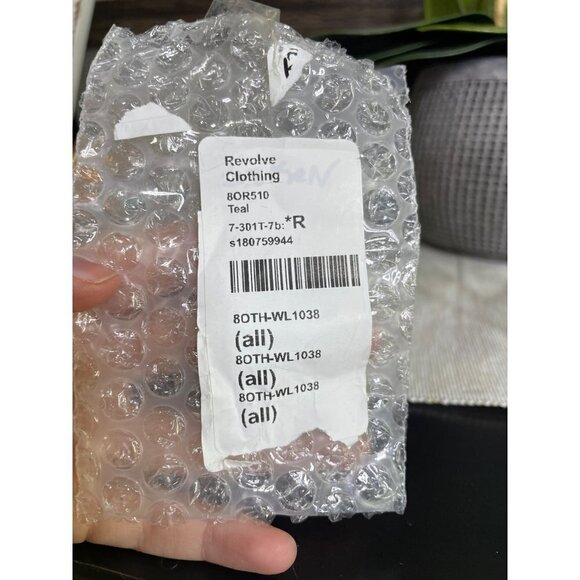 Revolve
Clothing
8OR510
Teal
7-301T-7b:*R
s180759944
8OTH-WL1038
(all)
8OTH-WL1038
(all)
8OTH-WL1038
(all)